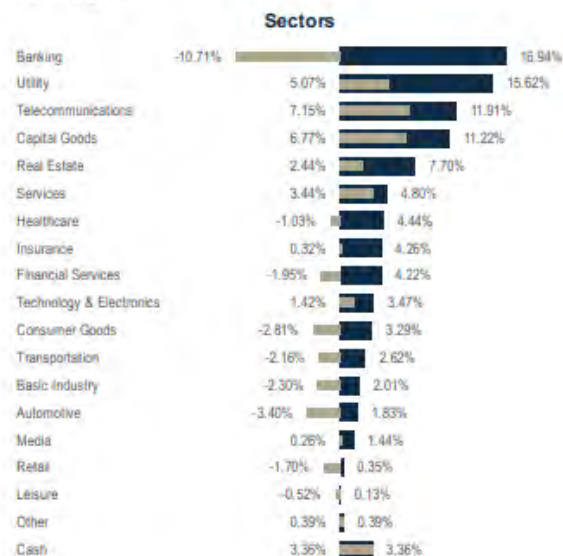 Sectors
Banking -10.71% 16.94%
Utility 5.07% 15.62%
Telecommunications 7.15% 11.91%
Capital Goods 6.77% 11.22%
Real Estate 2.44% 7.70%
Services 3.44% 4.80%
Healthcare -1.03% 4.44%
Insurance 0.32% 4.26%
Financial Services -1.95% 4.22%
Technology & Electronics 1.42% 3.47%
Consumer Goods -2.81% 3.29%
Transportation -2.16% 2.62%
Basic Industry -2.30% 2.01%
Automotive -3.40% 1.83%
Media 0.26% 1.44%
Retail -1.70% 0.35%
Leisure -0.52% 0.13%
Other 0.39% 0.39%
Cash 3.36% 3.36%